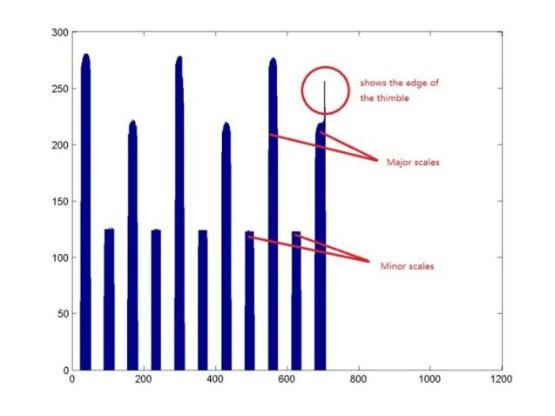 300
250
200
150
100
50
0
0 200 400 600 800 1000 1200
shows the edge of
the thimble
Major scales
Minor scales